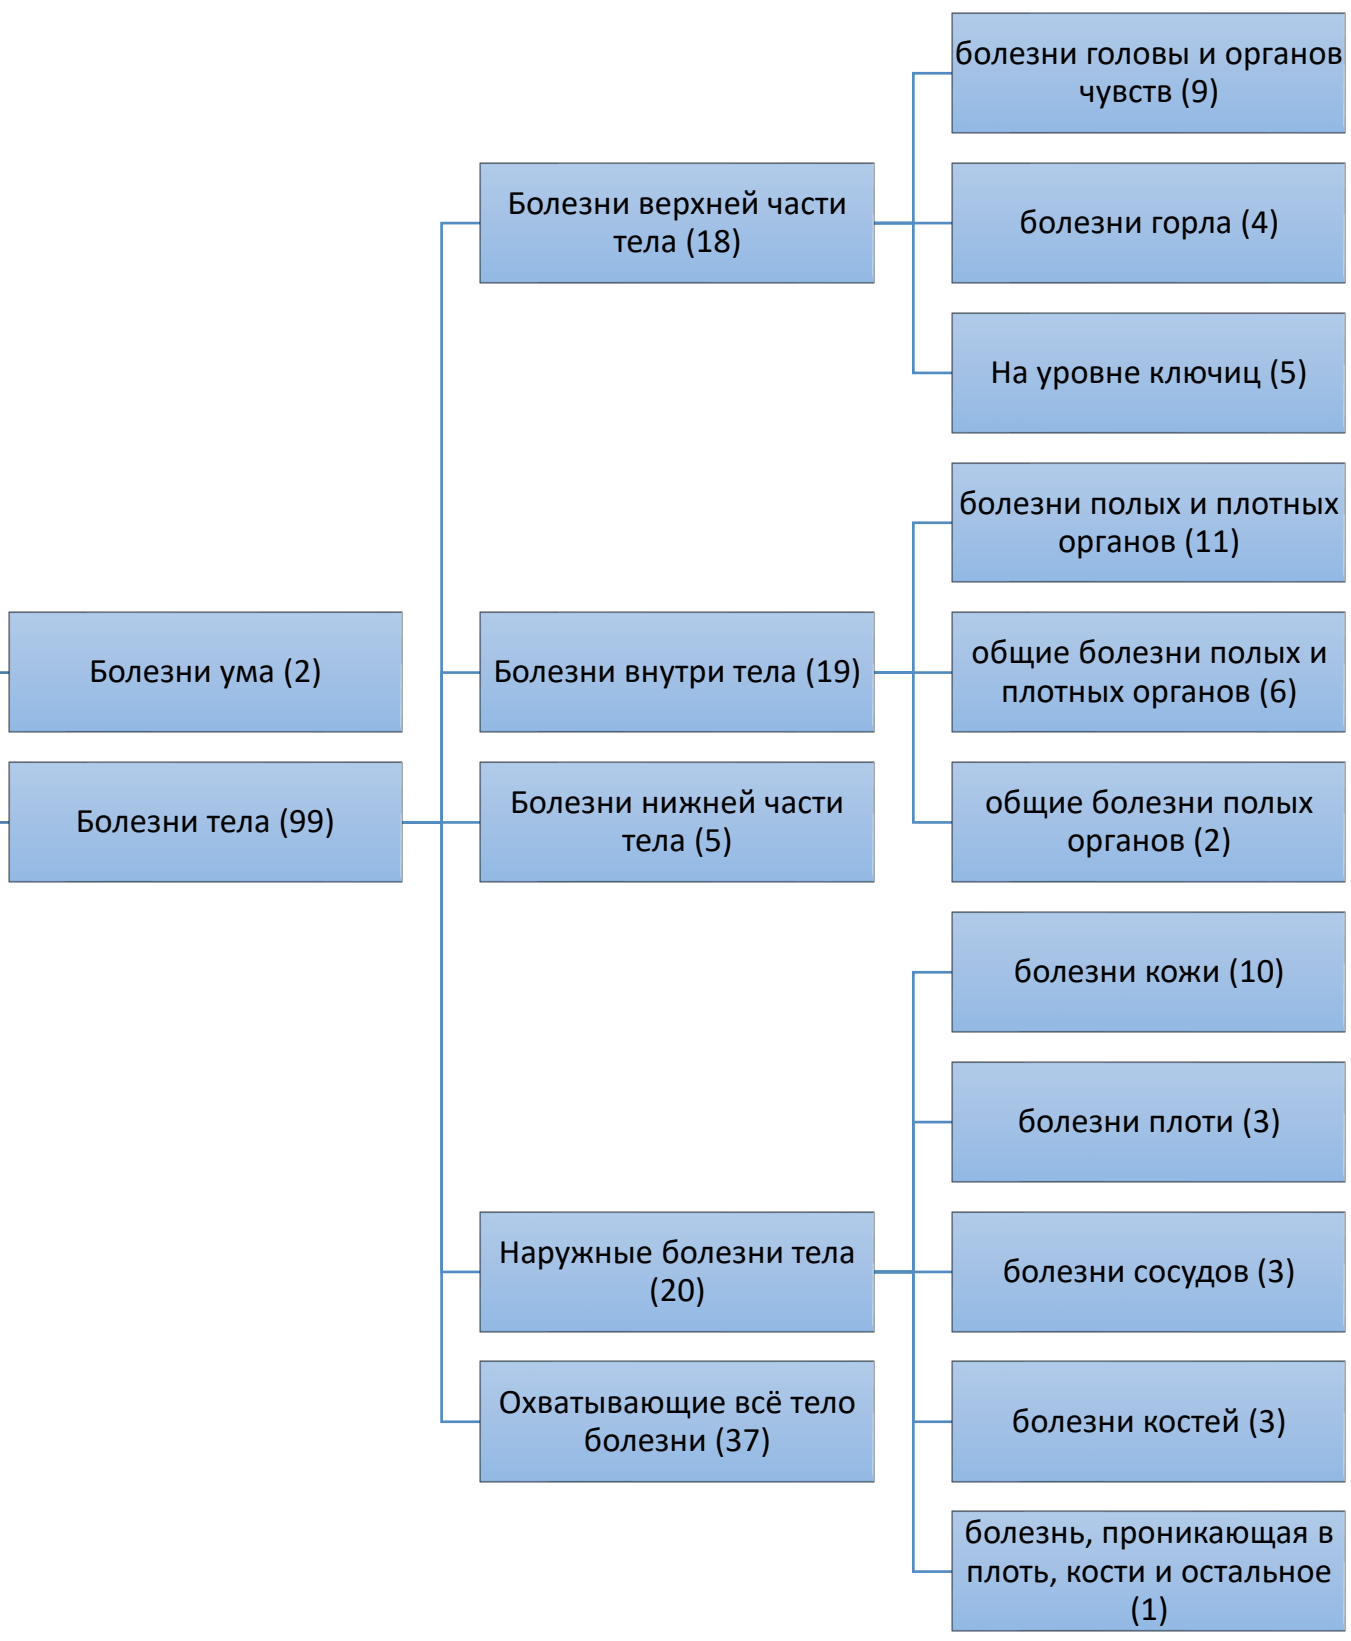 болезни головы и органов
чувств (9)
Болезни верхней части
тела (18)
болезни горла (4)
На уровне ключиц (5)
болезни полых и плотных
органов (11)
Болезни ума (2)
Болезни внутри тела (19)
общие болезни полых и
плотных органов (6)
Болезни тела (99)
Болезни нижней части
тела (5)
общие болезни полых
органов (2)
болезни кожи (10)
болезни плоти (3)
Наружные болезни тела
(20)
болезни сосудов (3)
Охватывающие всё тело
болезни (37)
болезни костей (3)
болезнь, проникающая в
плоть, кости и остальное
(1)